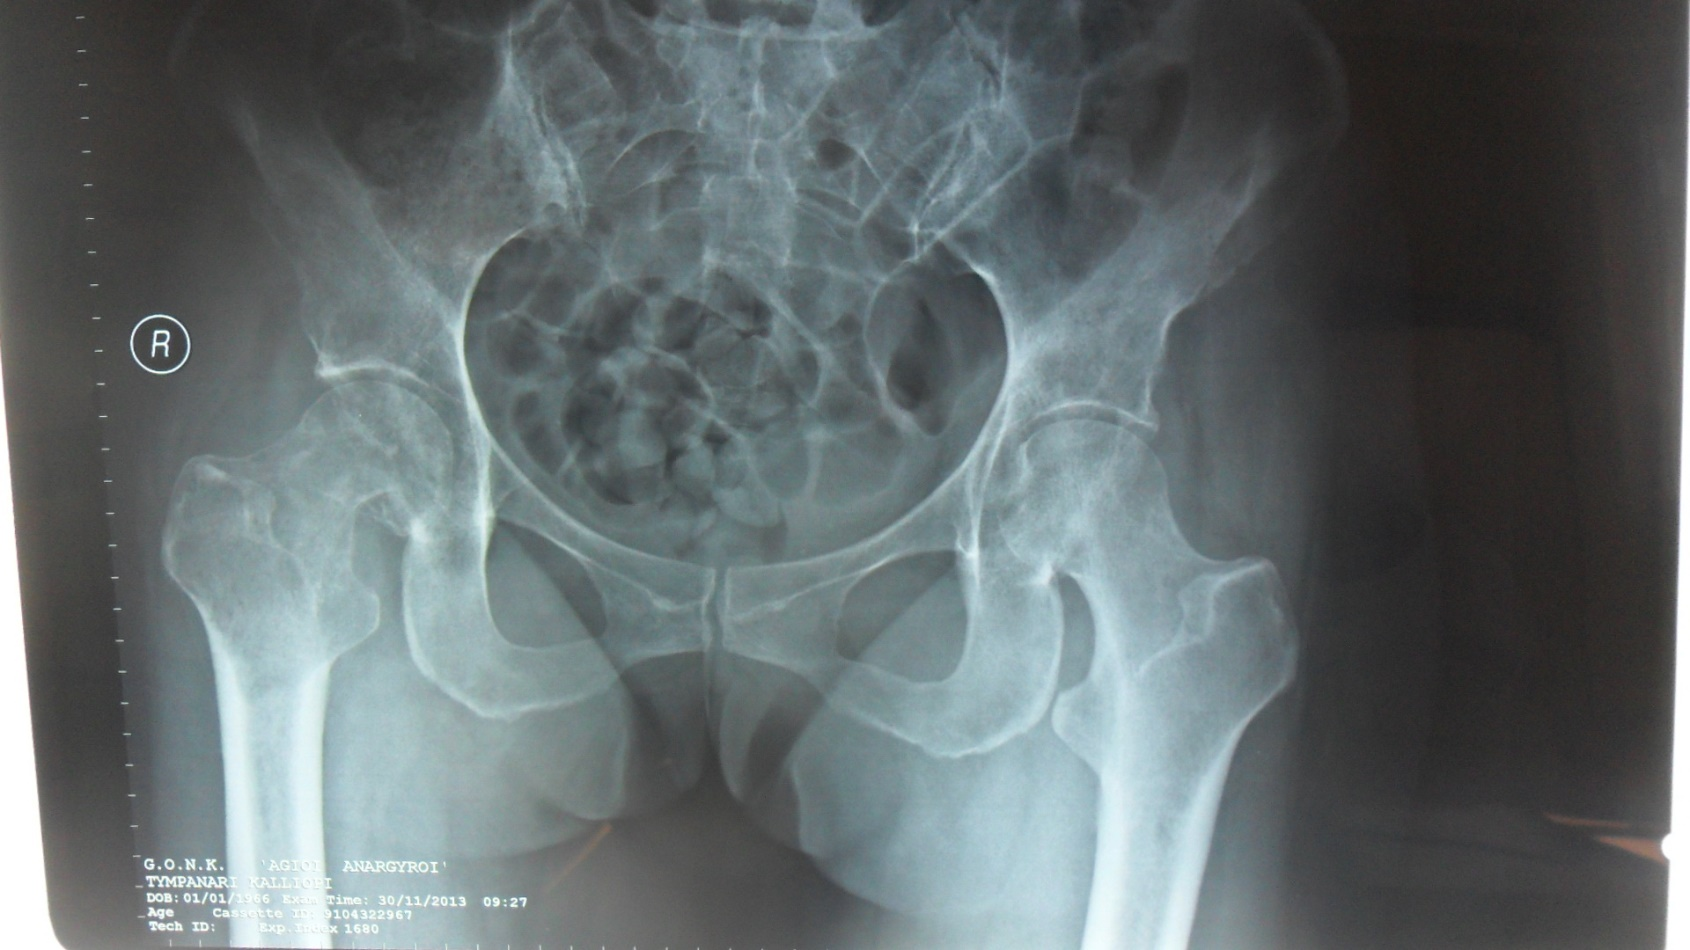 R
G.O.N.K. 'AGIOI ANARGYROI'
TYMPANARI KALLIOPI
DOB: 01/01/1966 Exam Time: 30/11/2013 09:27
Age Cassette ID: 9104322967
Tech ID: Exp.Index 1680